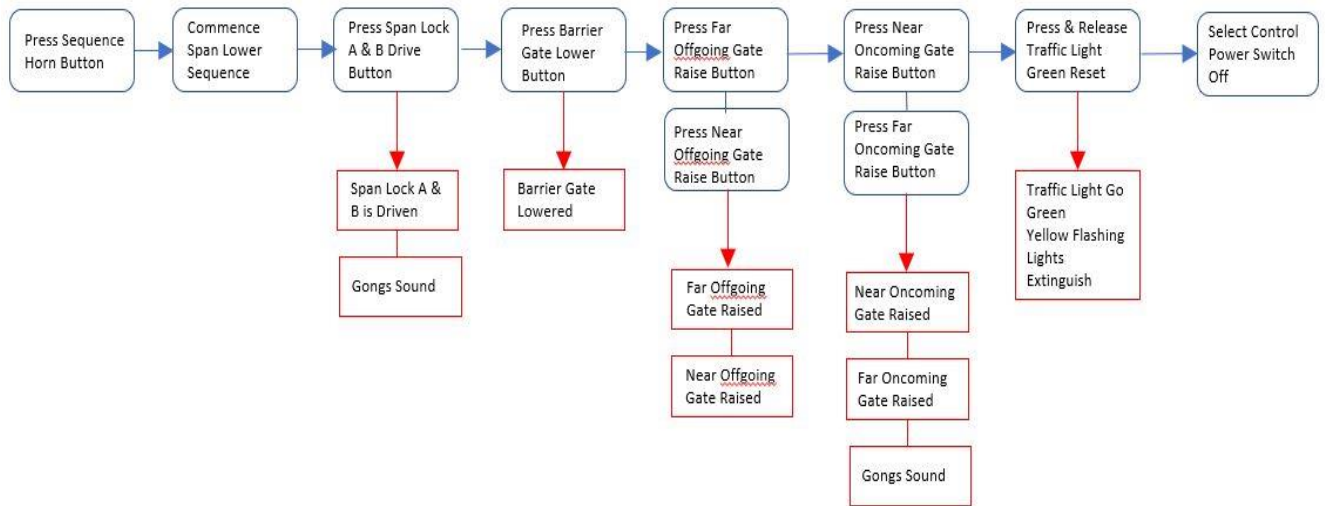 Press Sequence
Horn Button
Commence
Span Lower
Sequence
Press Span Lock
A & B Drive
Button
Press Barrier
Gate Lower
Button
Press Far
Offgoing Gate
Raise Button
Press Near
Oncoming Gate
Raise Button
Press & Release
Traffic Light
Green Reset
Select Control
Power Switch
Off
Press Near
Offgoing Gate
Raise Button
Press Far
Oncoming Gate
Raise Button
Span Lock A &
B is Driven
Barrier Gate
Lowered
Traffic Light Go
Green
Yellow Flashing
Lights
Extinguish
Gongs Sound
Far Offgoing
Gate Raised
Near Oncoming
Gate Raised
Near Offgoing
Gate Raised
Far Oncoming
Gate Raised
Gongs Sound